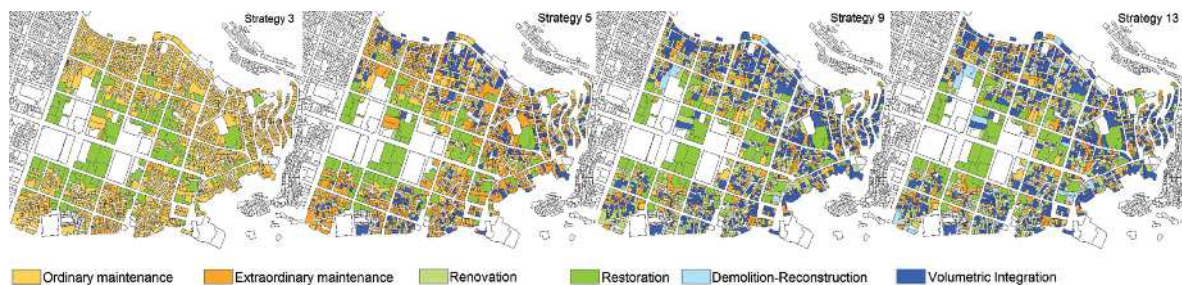 Strategy 3
Strategy 5
Strategy 9
Strategy 13
Ordinary maintenance
Extraordinary maintenance
Renovation
Restoration
Demolition-Reconstruction
Volumetric Integration